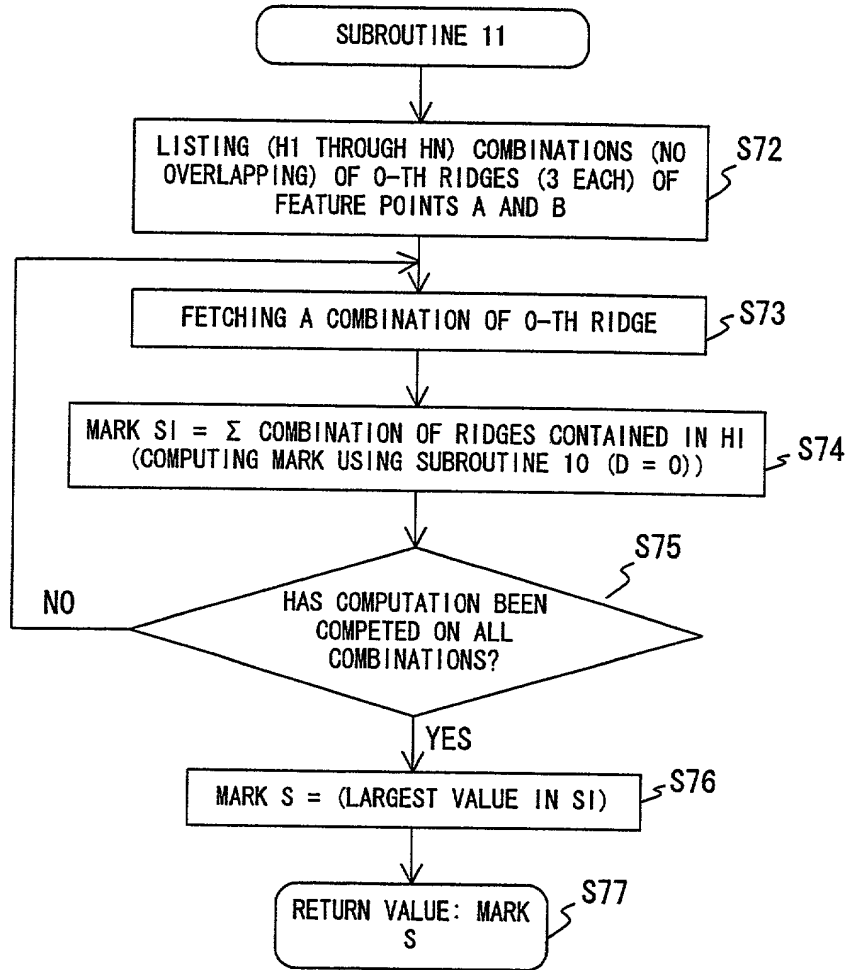 SUBROUTINE 11
LISTING (H1 THROUGH HN) COMBINATIONS (NO
OVERLAPPING) OF 0-TH RIDGES (3 EACH) OF
FEATURE POINTS A AND B
S72
FETCHING A COMBINATION OF 0-TH RIDGE
S73
MARK SI = Σ COMBINATION OF RIDGES CONTAINED IN HI
(COMPUTING MARK USING SUBROUTINE 10 (D = 0))
S74
S75
NO
HAS COMPUTATION BEEN
COMPETED ON ALL
COMBINATIONS?
YES
MARK S = (LARGEST VALUE IN SI)
S76
RETURN VALUE: MARK
S
S77